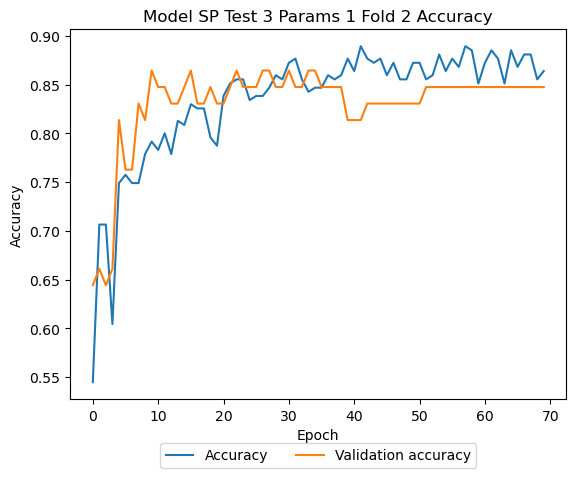 Model SP Test 3 Params 1 Fold 2 Accuracy
0.90
0.85
0.80
0.75
0.70
0.65
0.60
0.55
Accuracy
0 10 20 30 40 50 60 70
Epoch
Accuracy Validation accuracy